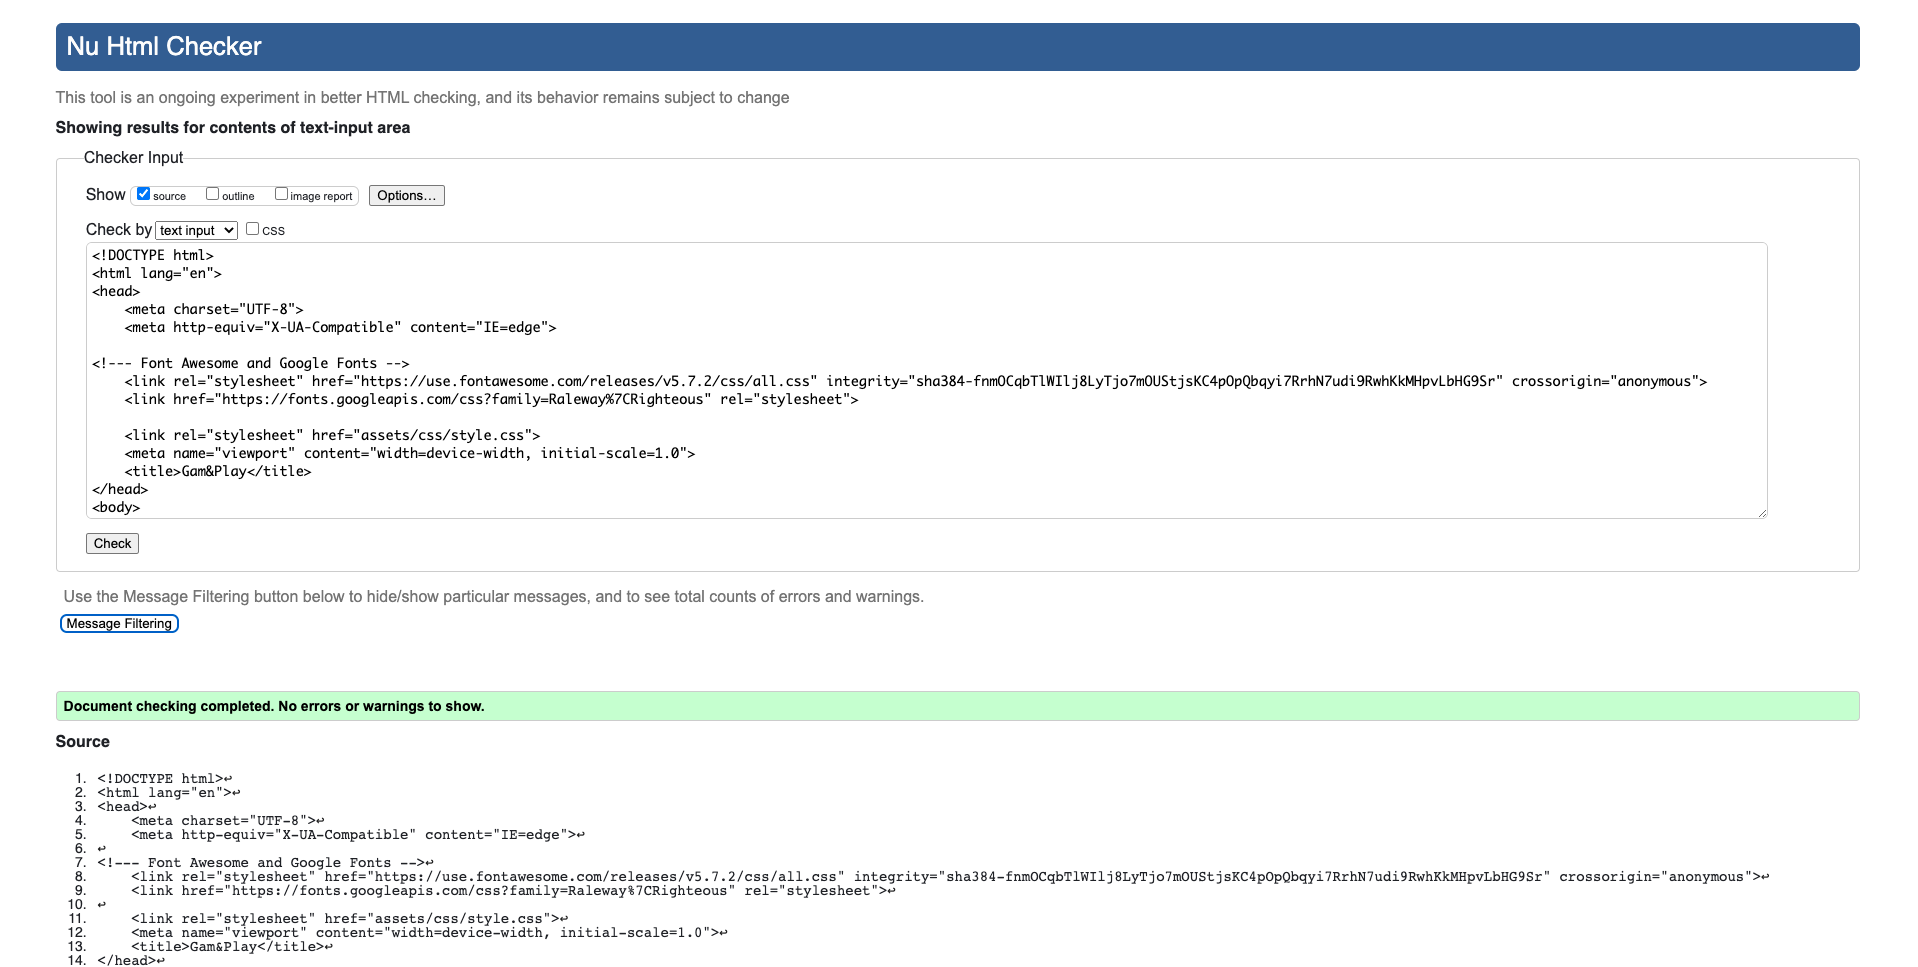 Nu Html Checker
This tool is an ongoing experiment in better HTML checking, and its behavior remains subject to change
Showing results for contents of text-input area
Checker Input
Show source outline image report Options...
Check by text input css
<!DOCTYPE html>
<html lang="en">
<head>
    <meta charset="UTF-8">
    <meta http-equiv="X-UA-Compatible" content="IE=edge">
<!--- Font Awesome and Google Fonts -->
    <link rel="stylesheet" href="https://use.fontawesome.com/releases/v5.7.2/css/all.css" integrity="sha384-fnmOCqbTlWIlj8LyTjo7mOUStjsKC4pOpQbqyi7RrhN7udi9RwhKkMHpvLbHG9Sr" crossorigin="anonymous">
    <link href="https://fonts.googleapis.com/css?family=Raleway%7CRighteous" rel="stylesheet">
    <link rel="stylesheet" href="assets/css/style.css">
    <meta name="viewport" content="width=device-width, initial-scale=1.0">
    <title>Gam&Play</title>
</head>
<body>
Check
Use the Message Filtering button below to hide/show particular messages, and to see total counts of errors and warnings.
Message Filtering
Document checking completed. No errors or warnings to show.
Source
1. <!DOCTYPE html>↩
2. <html lang="en">↩
3. <head>↩
4.     <meta charset="UTF-8">↩
5.     <meta http-equiv="X-UA-Compatible" content="IE=edge">↩
6. ↩
7. <!--- Font Awesome and Google Fonts -->↩
8.     <link rel="stylesheet" href="https://use.fontawesome.com/releases/v5.7.2/css/all.css" integrity="sha384-fnmOCqbTlWIlj8LyTjo7mOUStjsKC4pOpQbqyi7RrhN7udi9RwhKkMHpvLbHG9Sr" crossorigin="anonymous">↩
9.     <link href="https://fonts.googleapis.com/css?family=Raleway%7CRighteous" rel="stylesheet">↩
10. ↩
11.     <link rel="stylesheet" href="assets/css/style.css">↩
12.     <meta name="viewport" content="width=device-width, initial-scale=1.0">↩
13.     <title>Gam&Play</title>↩
14. </head>↩